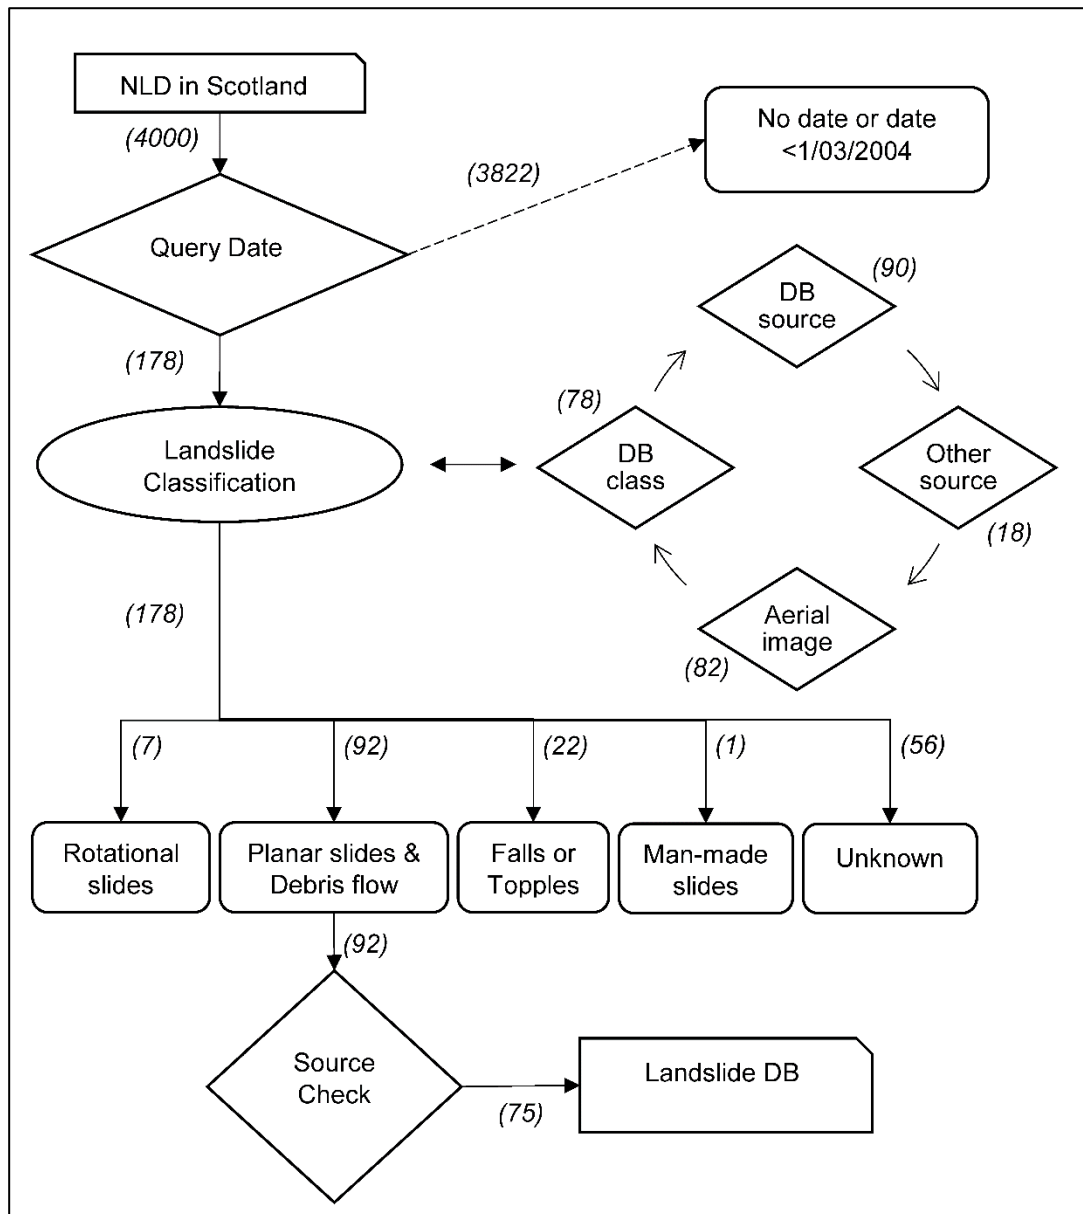 NLD in Scotland
(4000)
No date or date
<1/03/2004
(3822)
Query Date
(178)
DB
source
(90)
(78)
Landslide
Classification
DB
class
Other
source
(18)
(178)
Aerial
image
(82)
(7)
(92)
(22)
(1)
(56)
Rotational
slides
Planar slides &
Debris flow
Falls or
Topples
Man-made
slides
Unknown
(92)
Source
Check
(75)
Landslide DB